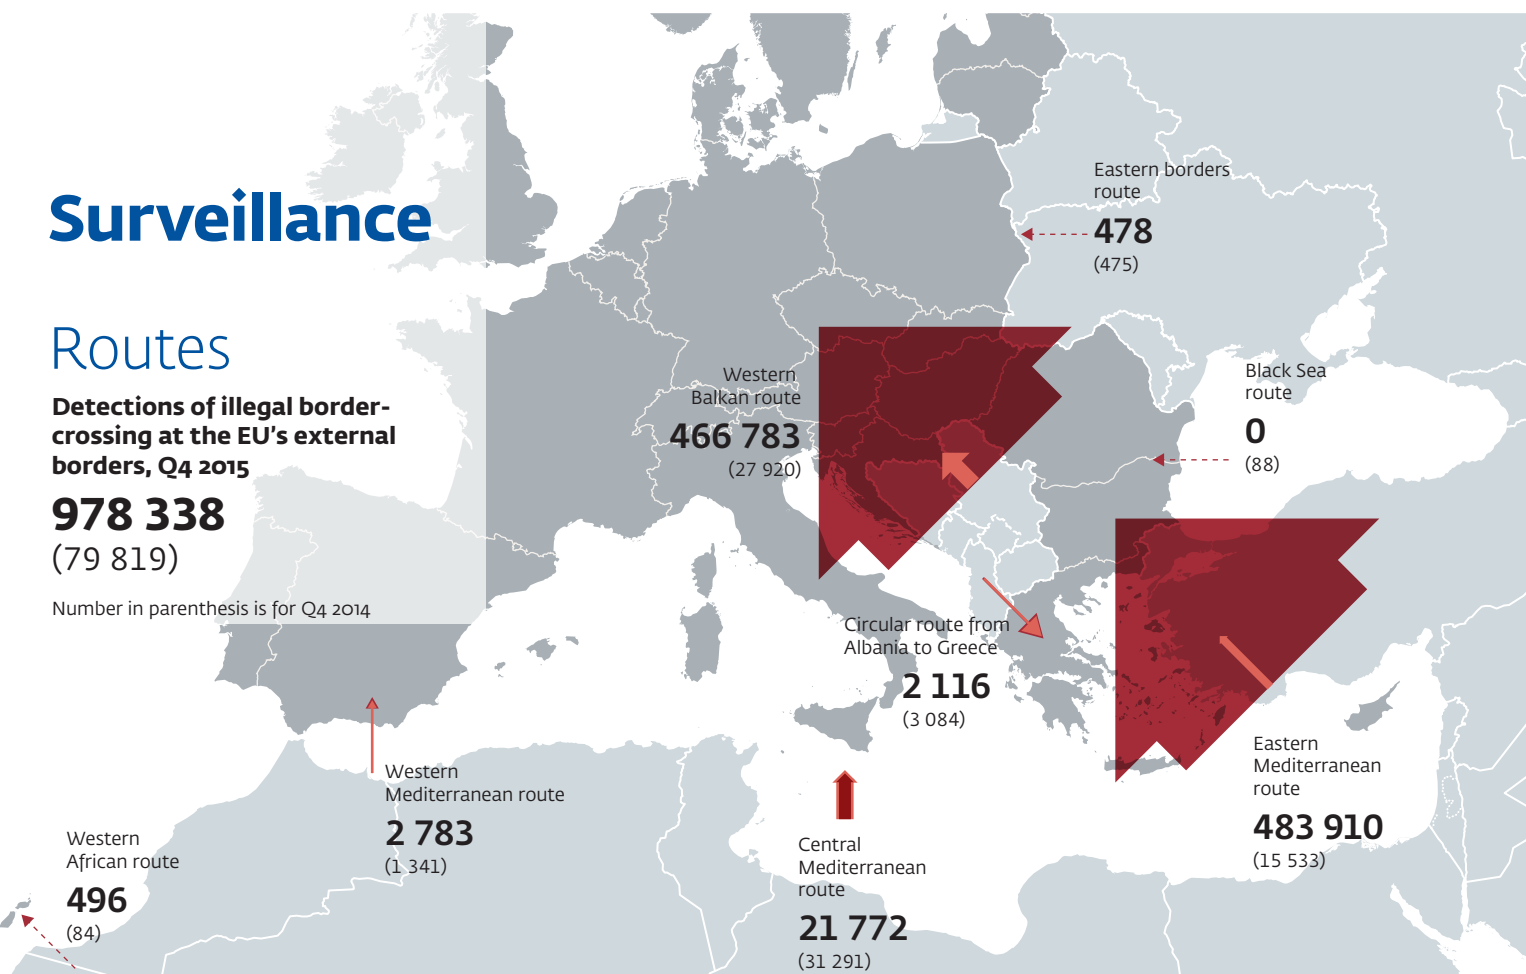 Surveillance
Routes
Detections of illegal border-
crossing at the EU's external
borders, Q4 2015
978 338
(79 819)
Number in parenthesis is for Q4 2014
Eastern borders
route
478
(475)
Western
Balkan route
466 783
(27 920)
Black Sea
route
0
(88)
Circular route from
Albania to Greece
2 116
(3 084)
Eastern
Mediterranean
route
483 910
(15 533)
Western
Mediterranean route
2 783
(1 341)
Central
Mediterranean
route
21 772
(31 291)
Western
African route
496
(84)